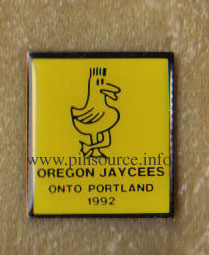 www.pinsource.info
OREGON JAYCEES
ONTO PORTLAND
1992